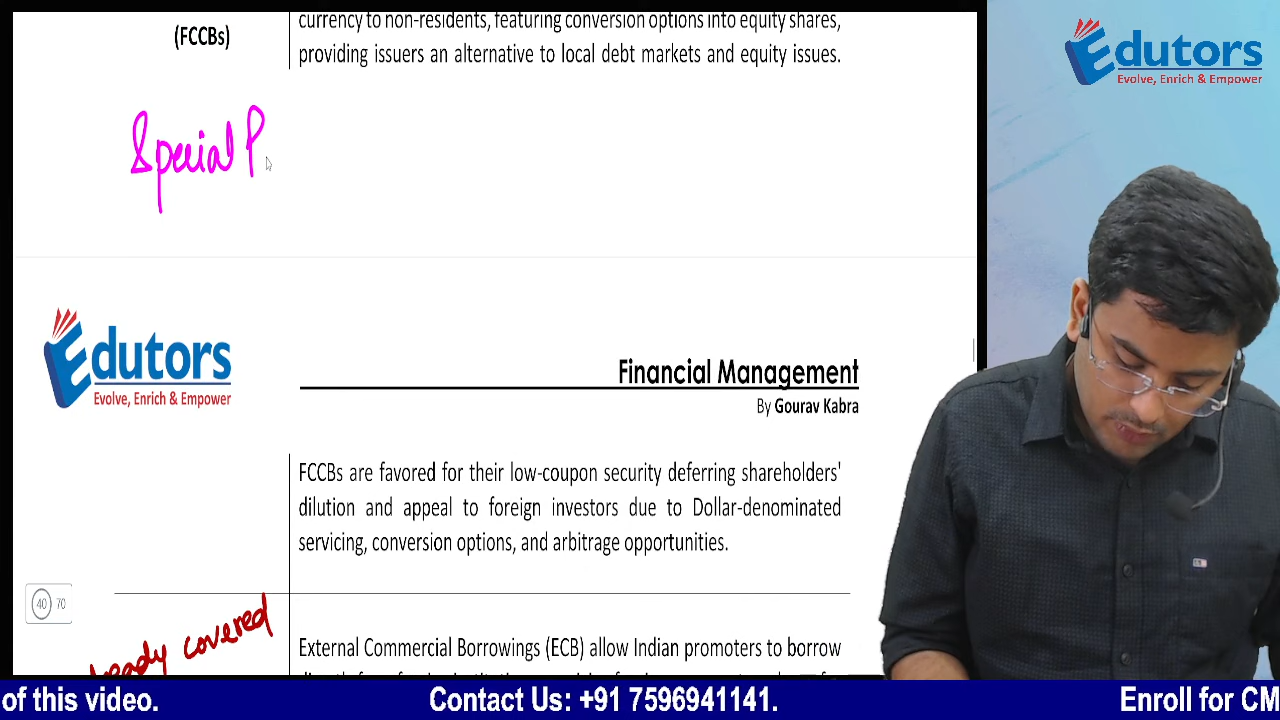 currency to non-residents, featuring conversion options into equity shares,
(FCCBs)
providing issuers an alternative to local debt markets and equity issues.
Edutors
Evolve, Enrich & Empower
Special P
Edutors
Evolve, Enrich & Empower
Financial Management
By Gourav Kabra
FCCBs are favored for their low-coupon security deferring shareholders'
dilution and appeal to foreign investors due to Dollar-denominated
servicing, conversion options, and arbitrage opportunities.
40 70
covered
External Commercial Borrowings (ECB) allow Indian promoters to borrow
of this video.
Contact Us: +91 7596941141.
Enroll for CM